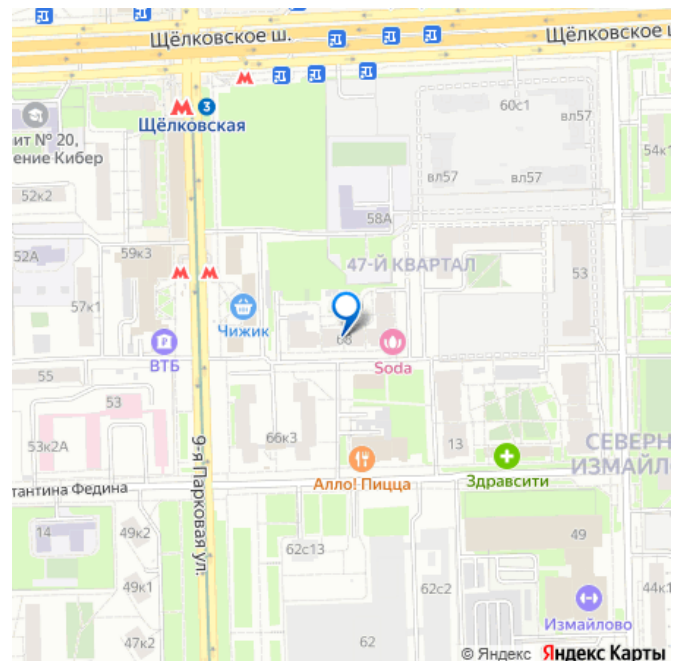 Щёлковское ш.
Щёлковское ш
60с1
3
Щёлковская
вл57
ит № 20,
ение Кибер
54к1
вл57
вл57
52к2
58А
59к3
52А
47-Й КВАРТАЛ
53
57к1
Чижик
68
ВТБ
Soda
55
53
9-я Парковая ул.
66к3
13
СЕВЕРН
ИЗМАЙЛО
53к2А
Алло! Пицца
Здравсити
тантина Федина
14
49к2
49
62с13
49к1
62с2
44к1
Измайлово
47к2
62
© Яндекс Яндекс Карты